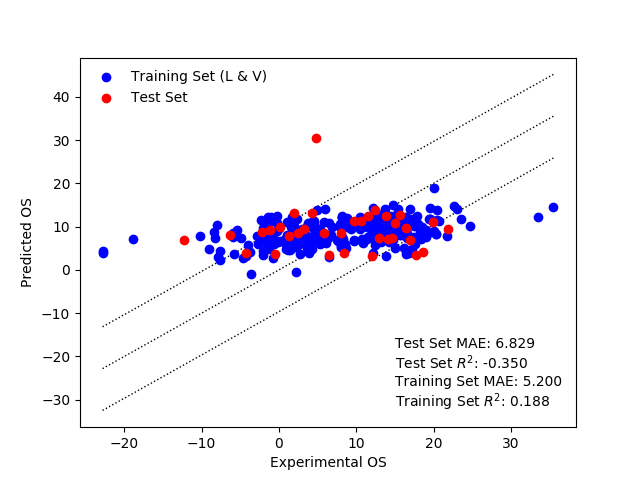 Training Set (L & V)
Test Set
40
30
20
10
0
−10
−20
−30
Predicted OS
Test Set MAE: 6.829
Test Set R²: -0.350
Training Set MAE: 5.200
Training Set R²: 0.188
−20 −10 0 10 20 30
Experimental OS